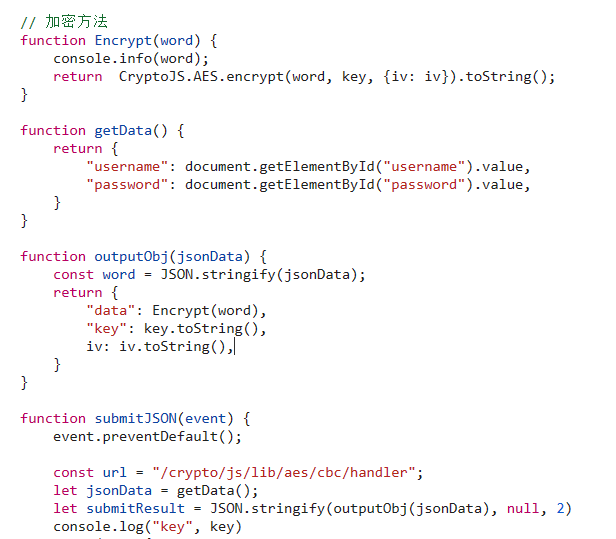 // 加密方法
function Encrypt(word) {
    console.info(word);
    return  CryptoJS.AES.encrypt(word, key, {iv: iv}).toString();
}

function getData() {
    return {
        "username": document.getElementById("username").value,
        "password": document.getElementById("password").value,
    }
}

function outputObj(jsonData) {
    const word = JSON.stringify(jsonData);
    return {
        "data": Encrypt(word),
        "key": key.toString(),
        iv: iv.toString(),
    }
}

function submitJSON(event) {
    event.preventDefault();

    const url = "/crypto/js/lib/aes/cbc/handler";
    let jsonData = getData();
    let submitResult = JSON.stringify(outputObj(jsonData), null, 2)
    console.log("key", key)